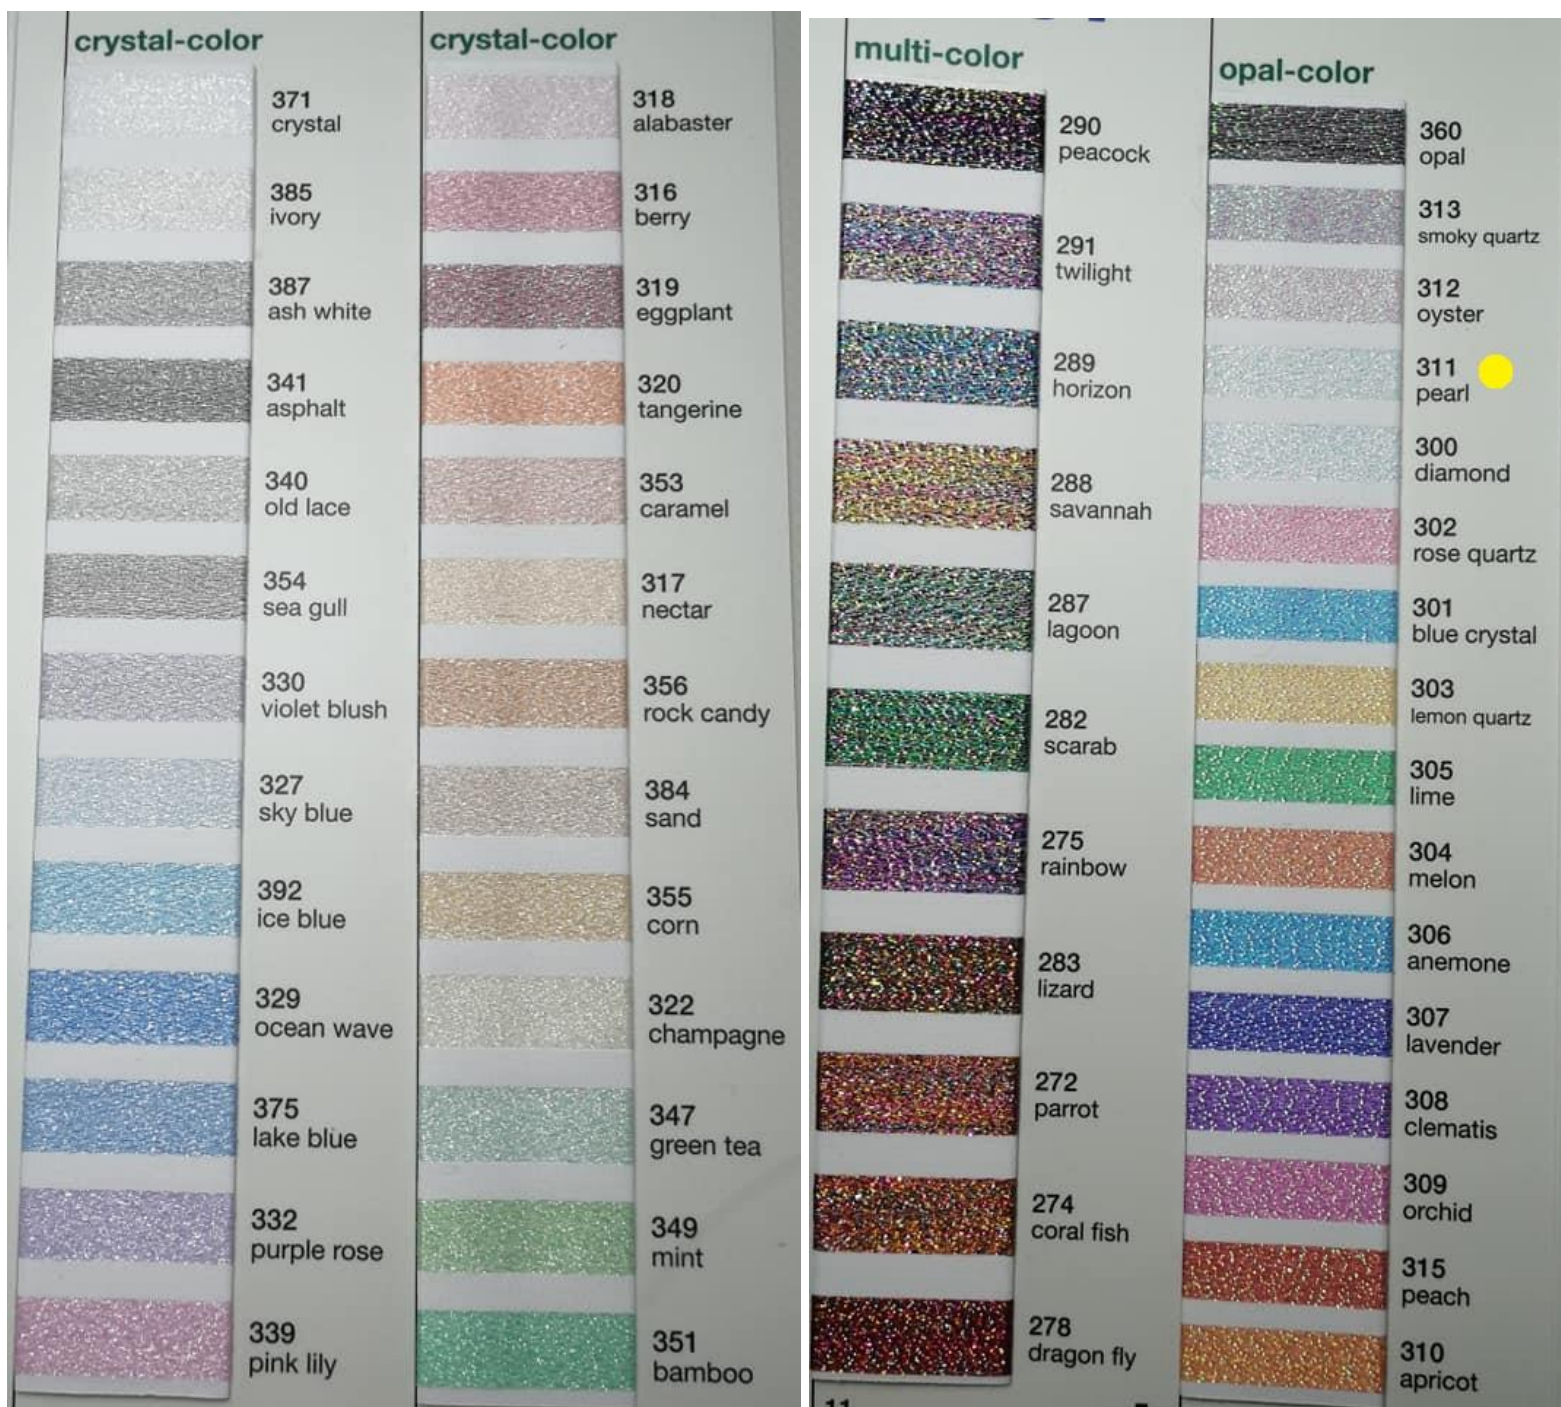 crystal-color
371
crystal
385
ivory
387
ash white
341
asphalt
340
old lace
354
sea gull
330
violet blush
327
sky blue
392
ice blue
329
ocean wave
375
lake blue
332
purple rose
339
pink lily
crystal-color
318
alabaster
316
berry
319
eggplant
320
tangerine
353
caramel
317
nectar
356
rock candy
384
sand
355
corn
322
champagne
347
green tea
349
mint
351
bamboo
multi-color
290
peacock
291
twilight
289
horizon
288
savannah
287
lagoon
282
scarab
275
rainbow
283
lizard
272
parrot
274
coral fish
278
dragon fly
opal-color
360
opal
313
smoky quartz
312
oyster
311
pearl
300
diamond
302
rose quartz
301
blue crystal
303
lemon quartz
305
lime
304
melon
306
anemone
307
lavender
308
clematis
309
orchid
315
peach
310
apricot